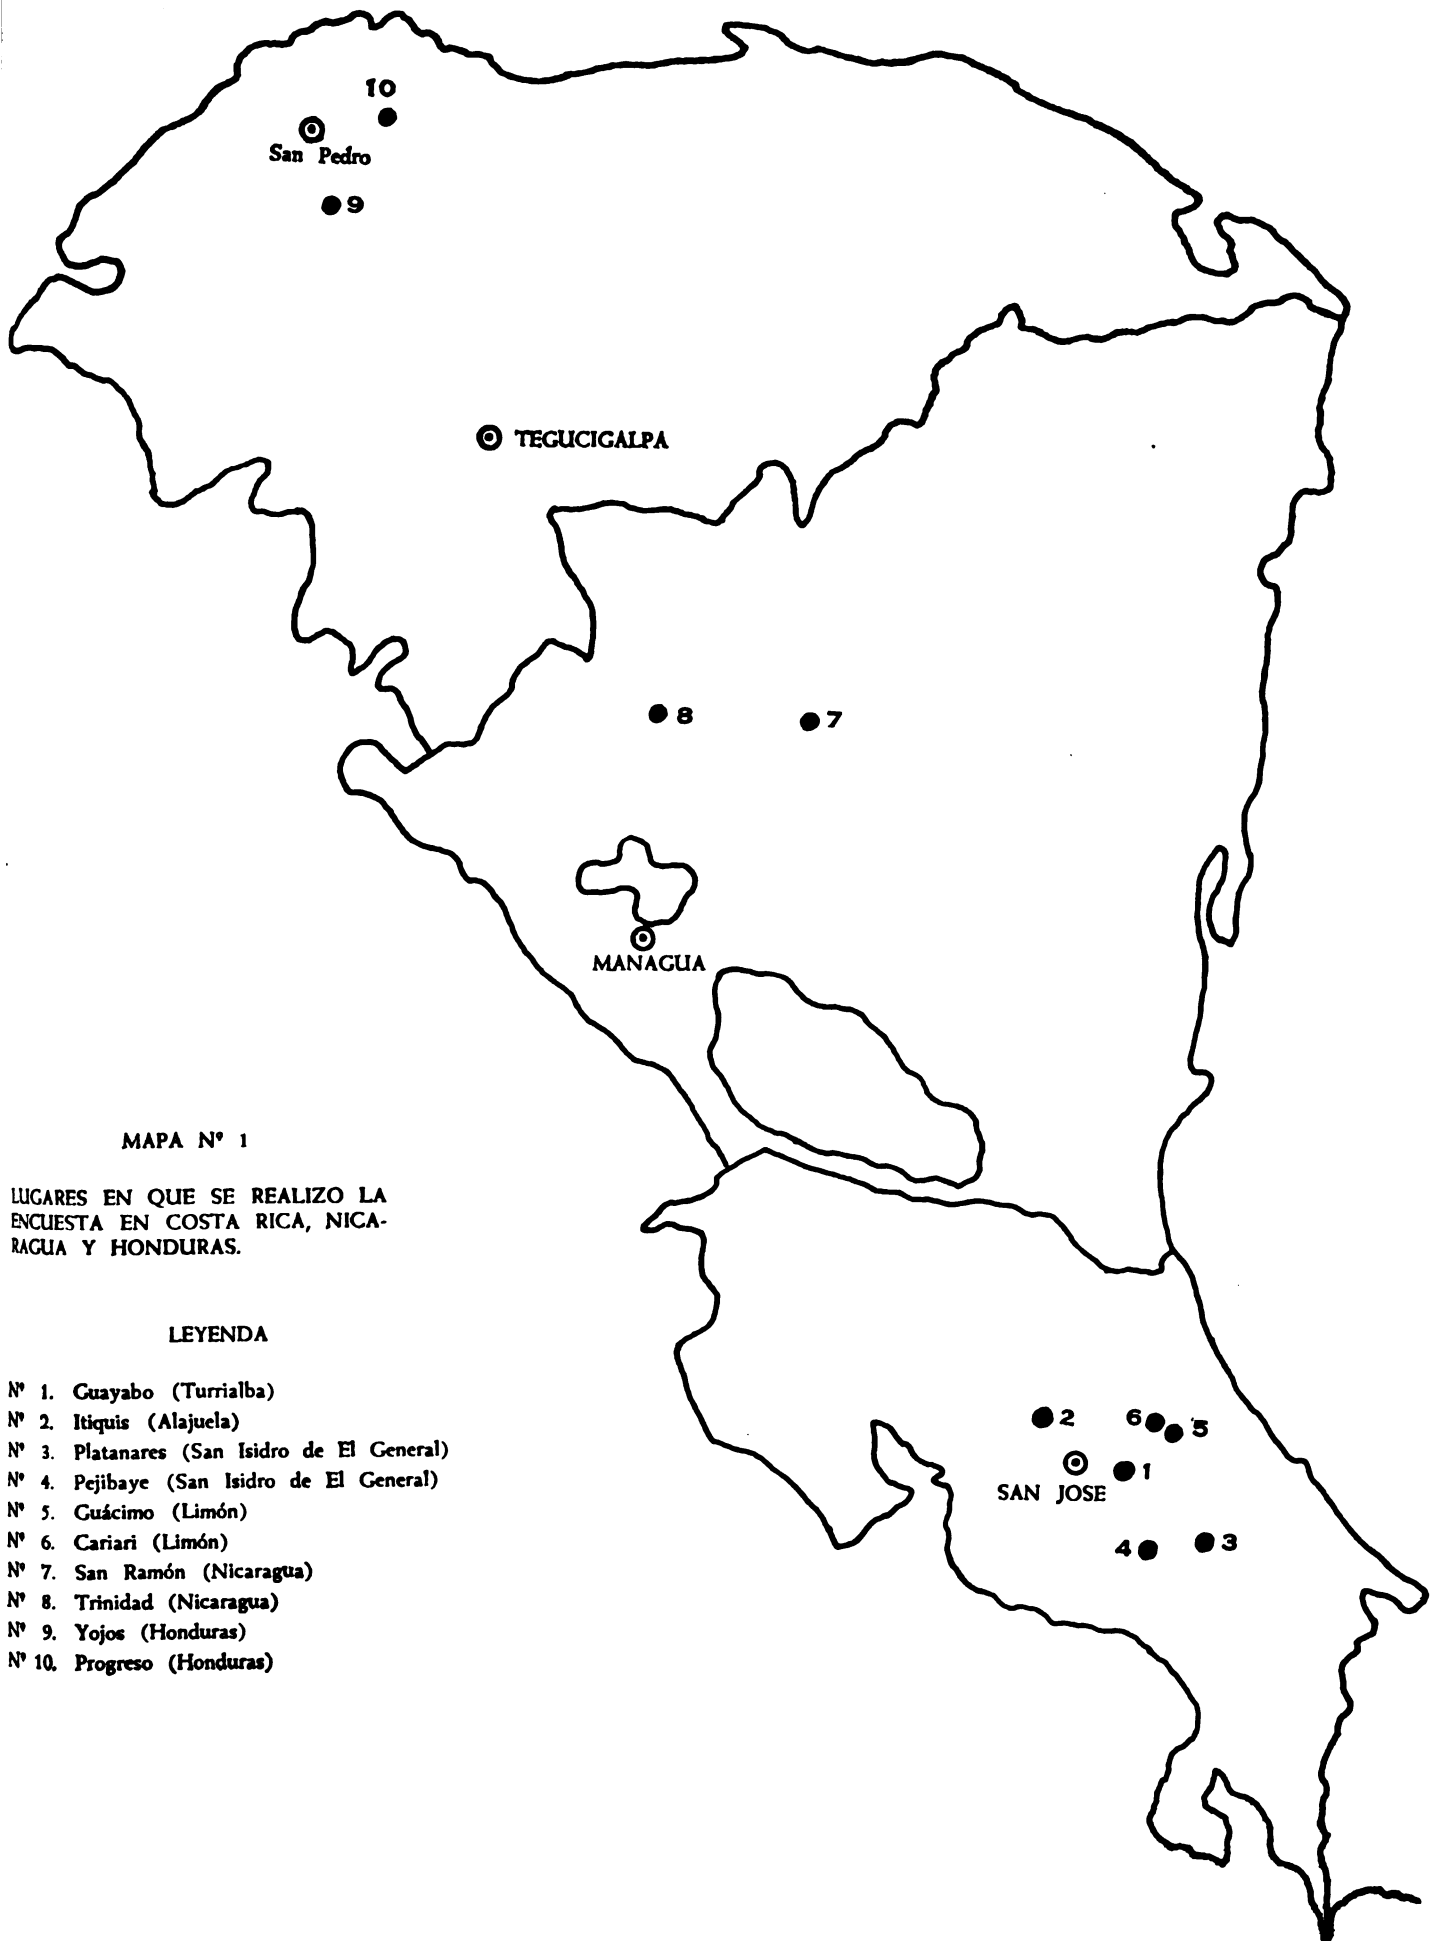 10
San Pedro
9
TEGUCIGALPA
8
7
MANAGUA
MAPA Nº 1
LUGARES EN QUE SE REALIZO LA
ENCUESTA EN COSTA RICA, NICA-
RAGUA Y HONDURAS.
LEYENDA
Nº 1. Guayabo (Turrialba)
Nº 2. Itiquis (Alajuela)
Nº 3. Platanares (San Isidro de El General)
Nº 4. Pejibaye (San Isidro de El General)
Nº 5. Guácimo (Limón)
Nº 6. Cariari (Limón)
Nº 7. San Ramón (Nicaragua)
Nº 8. Trinidad (Nicaragua)
Nº 9. Yojos (Honduras)
Nº 10. Progreso (Honduras)
2
6
5
SAN JOSE
1
4
3